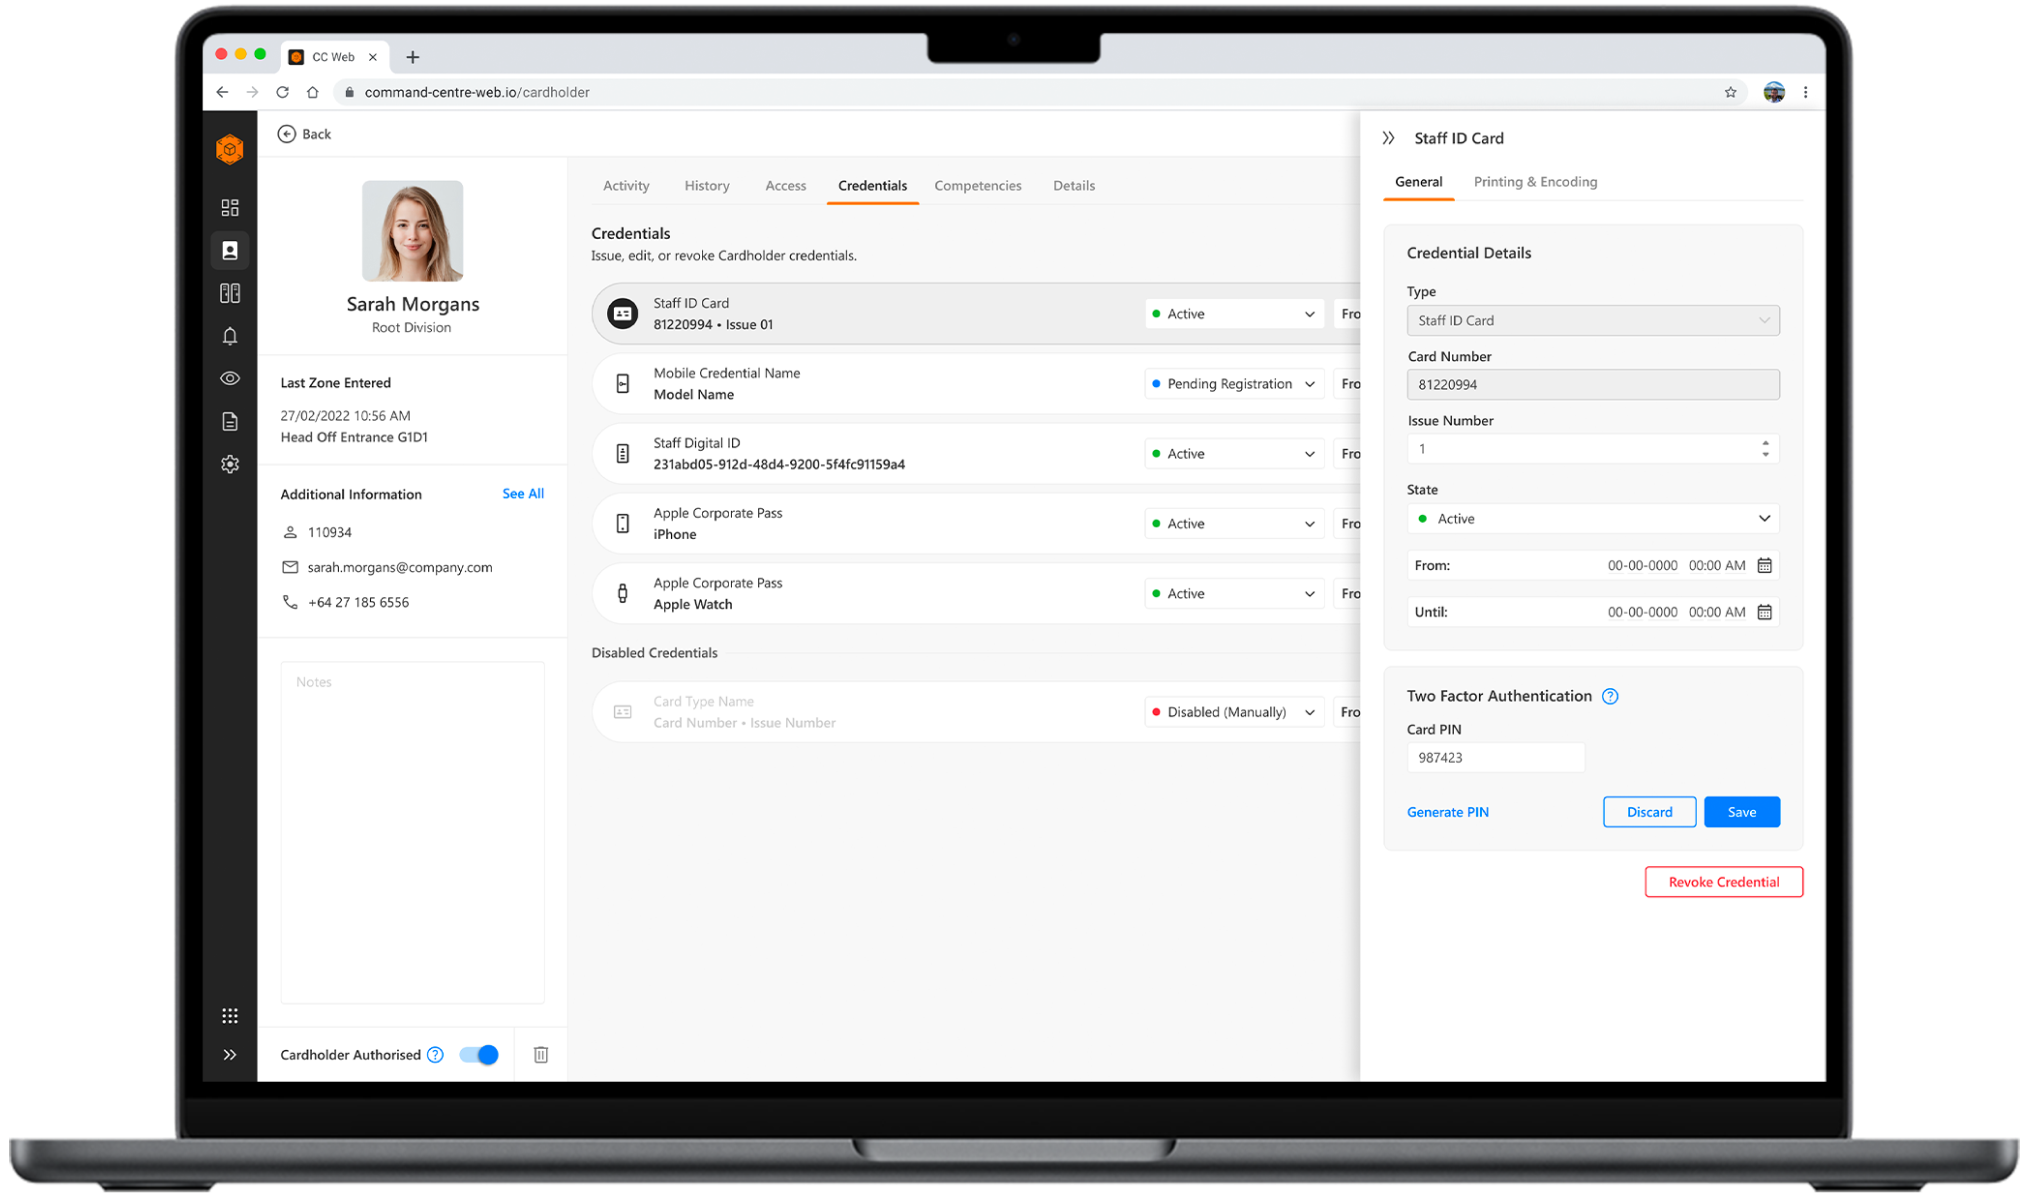 CC Web
command-centre-web.io/cardholder
Back
Sarah Morgans
Root Division
Last Zone Entered
27/02/2022 10:56 AM
Head Off Entrance G1D1
Additional Information See All
110934
sarah.morgans@company.com
+64 27 185 6556
Notes
Cardholder Authorised ?
Activity History Access Credentials Competencies Details
Credentials
Issue, edit, or revoke Cardholder credentials.
Staff ID Card
81220994 • Issue 01
Active Fro
Mobile Credential Name
Model Name
Pending Registration Fro
Staff Digital ID
231abd05-912d-48d4-9200-5f4fc91159a4
Active Fro
Apple Corporate Pass
iPhone
Active Fro
Apple Corporate Pass
Apple Watch
Active Fro
Disabled Credentials
Card Type Name
Card Number • Issue Number
Disabled (Manually) Fro
Staff ID Card
General Printing & Encoding
Credential Details
Type
Staff ID Card
Card Number
81220994
Issue Number
1
State
Active
From: 00-00-0000 00:00 AM
Until: 00-00-0000 00:00 AM
Two Factor Authentication ?
Card PIN
987423
Generate PIN Discard Save
Revoke Credential